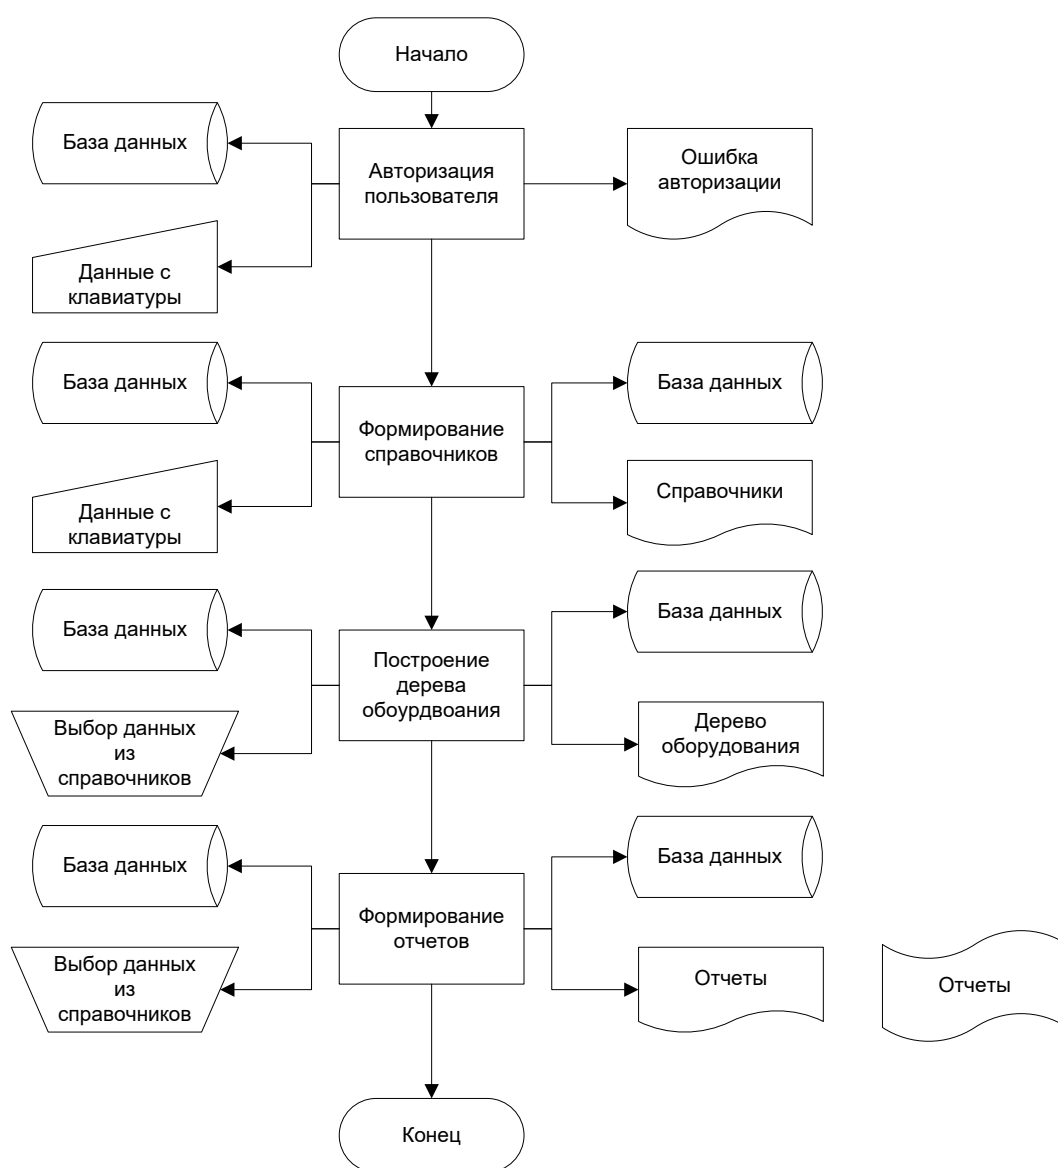 Начало
База данных
Авторизация
пользователя
Ошибка
авторизации
Данные с
клавиатуры
База данных
База данных
Формирование
справочников
Данные с
клавиатуры
Справочники
База данных
База данных
Построение
дерева
обоурдвоания
Выбор данных
из
справочников
Дерево
оборудования
База данных
База данных
Формирование
отчетов
Выбор данных
из
справочников
Отчеты
Отчеты
Конец